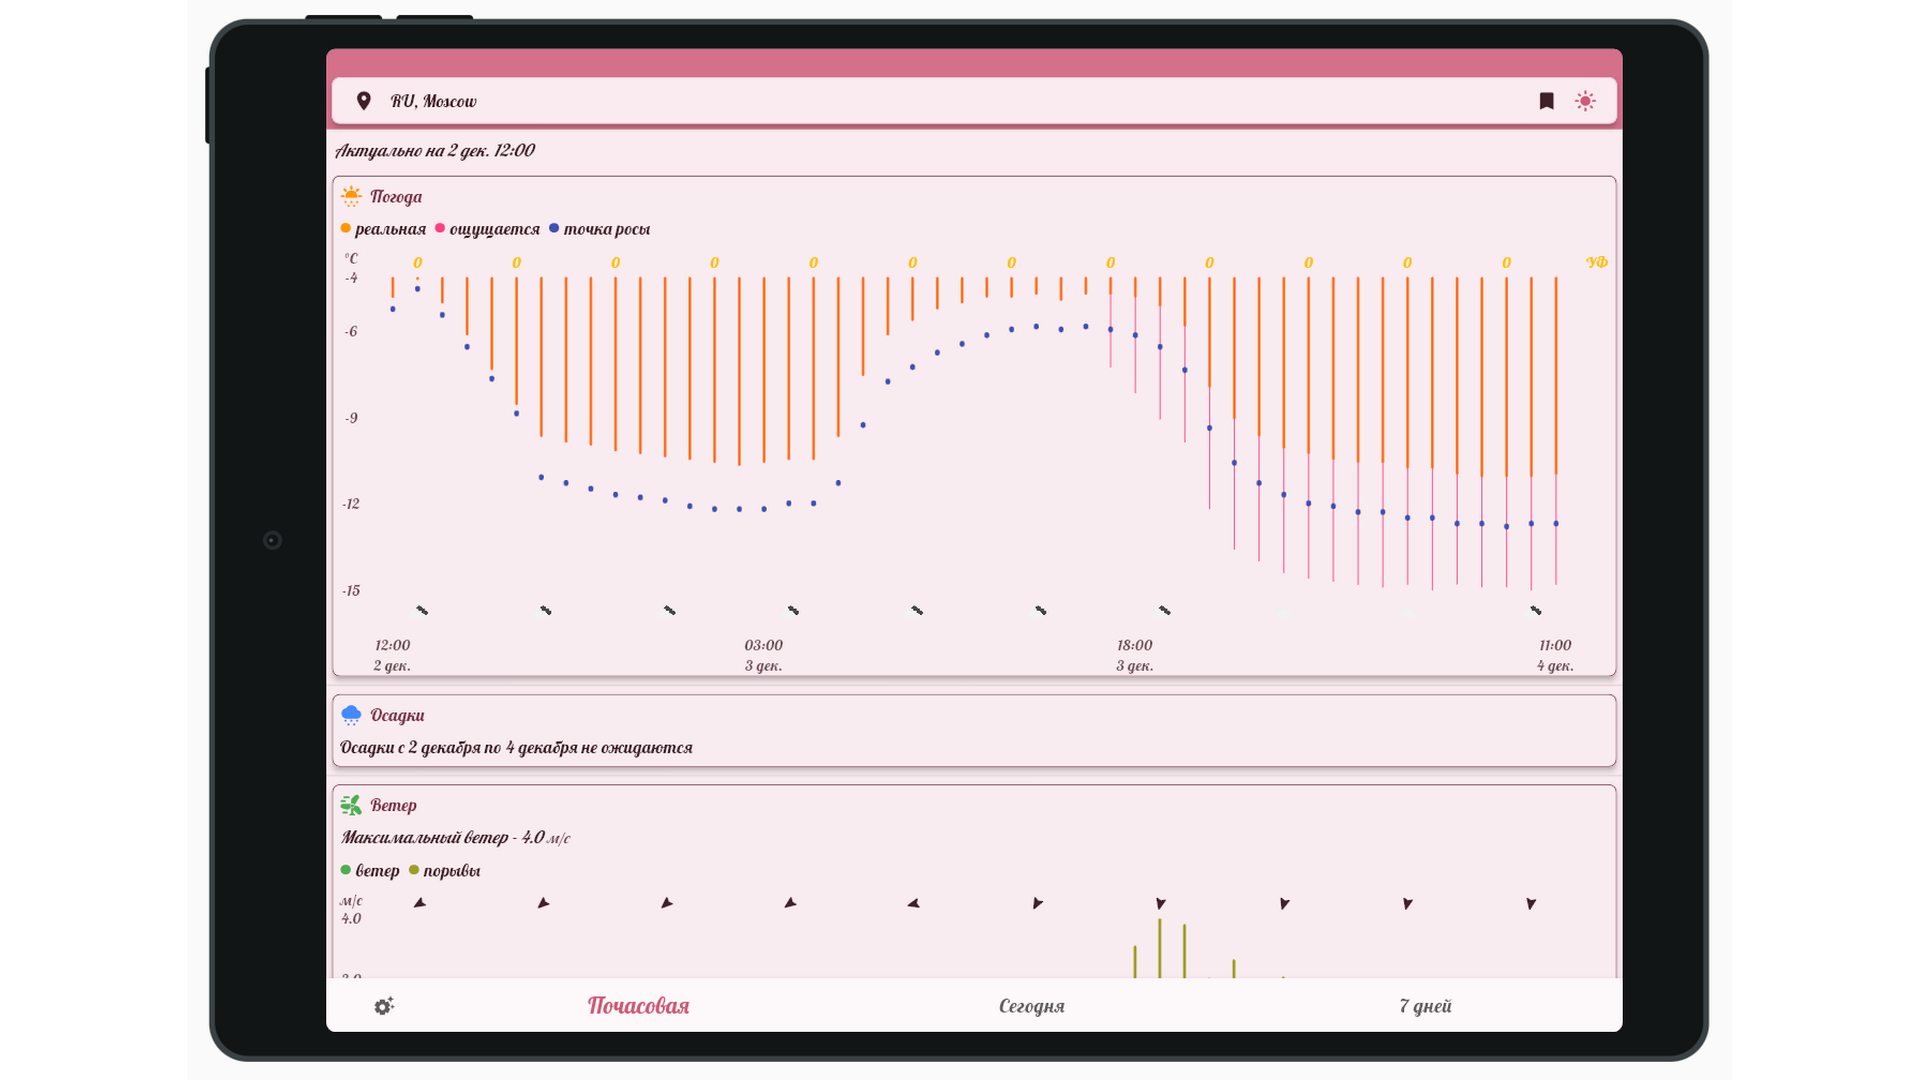 RU, Moscow
Актуально на 2 дек. 12:00
Погода
реальная ощущается точка росы
°C 0 0 0 0 0 0 0 0 0 0 0 0 УФ
-4
-6
-9
-12
-15
12:00 03:00 18:00 11:00
2 дек. 3 дек. 3 дек. 4 дек.
Осадки
Осадки с 2 декабря по 4 декабря не ожидаются
Ветер
Максимальный ветер - 4.0 м/с
ветер порывы
м/с
4.0
Почасовая Сегодня 7 дней